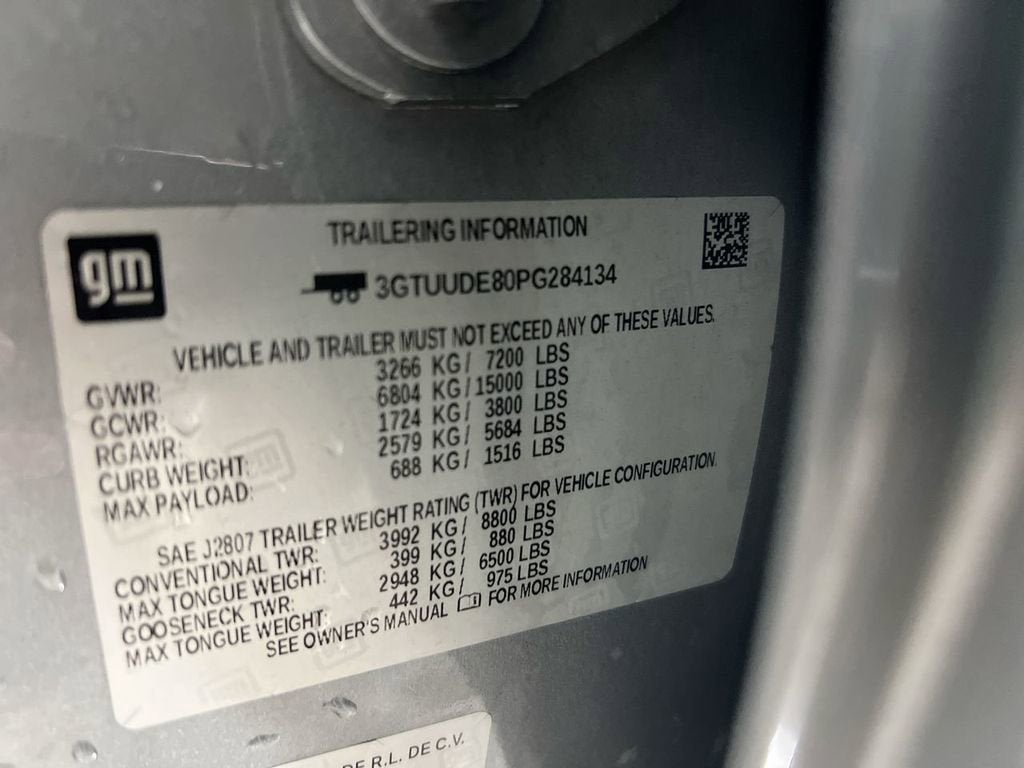 gm
TRAILERING INFORMATION
3GTUUDE80PG284134
VEHICLE AND TRAILER MUST NOT EXCEED ANY OF THESE VALUES.
GVWR: 3266 KG/ 7200 LBS
GCWR: 6804 KG/15000 LBS
RGAWR: 1724 KG/ 3800 LBS
CURB WEIGHT: 2579 KG/ 5684 LBS
MAX PAYLOAD: 688 KG/ 1516 LBS
SAE J2807 TRAILER WEIGHT RATING (TWR) FOR VEHICLE CONFIGURATION.
CONVENTIONAL TWR: 3992 KG/ 8800 LBS
MAX TONGUE WEIGHT: 399 KG/ 880 LBS
GOOSENECK TWR: 2948 KG/ 6500 LBS
MAX TONGUE WEIGHT: 442 KG/ 975 LBS
SEE OWNER'S MANUAL FOR MORE INFORMATION
DE R.L. DE C.V.